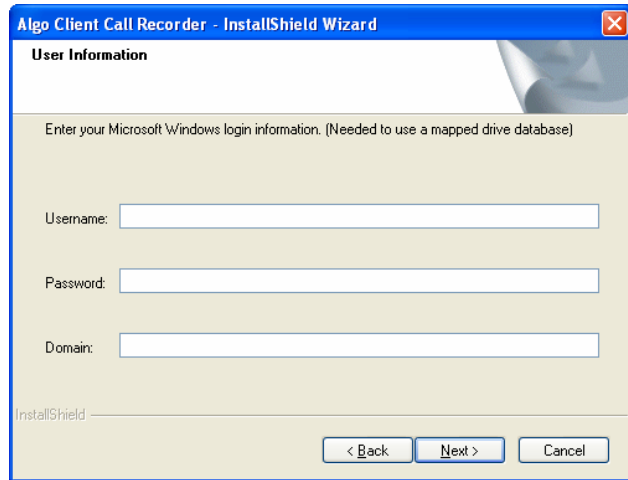 Algo Client Call Recorder - InstallShield Wizard
User Information
Enter your Microsoft Windows login information. (Needed to use a mapped drive database)
Username:
Password:
Domain:
InstallShield
< Back
Next >
Cancel